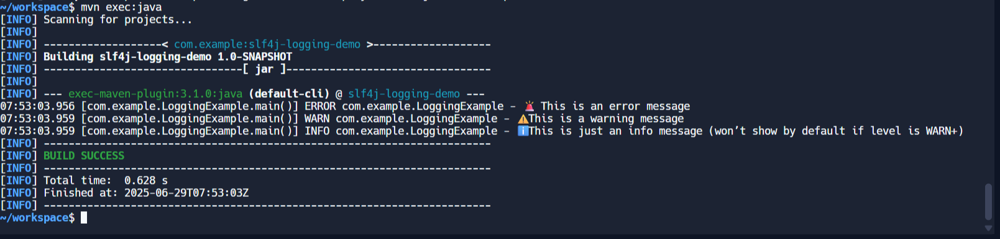 ~/workspace$ mvn exec:java
[INFO] Scanning for projects...
[INFO]
[INFO] -------------------< com.example:slf4j-logging-demo >-------------------
[INFO] Building slf4j-logging-demo 1.0-SNAPSHOT
[INFO] --------------------------------[ jar ]---------------------------------
[INFO]
[INFO] --- exec-maven-plugin:3.1.0:java (default-cli) @ slf4j-logging-demo ---
07:53:03.956 [com.example.LoggingExample.main()] ERROR com.example.LoggingExample - 🚨 This is an error message
07:53:03.959 [com.example.LoggingExample.main()] WARN com.example.LoggingExample - ⚠️This is a warning message
07:53:03.959 [com.example.LoggingExample.main()] INFO com.example.LoggingExample - ℹ️This is just an info message (won’t show by default if level is WARN+)
[INFO] ------------------------------------------------------------------------
[INFO] BUILD SUCCESS
[INFO] ------------------------------------------------------------------------
[INFO] Total time:  0.628 s
[INFO] Finished at: 2025-06-29T07:53:03Z
[INFO] ------------------------------------------------------------------------
~/workspace$